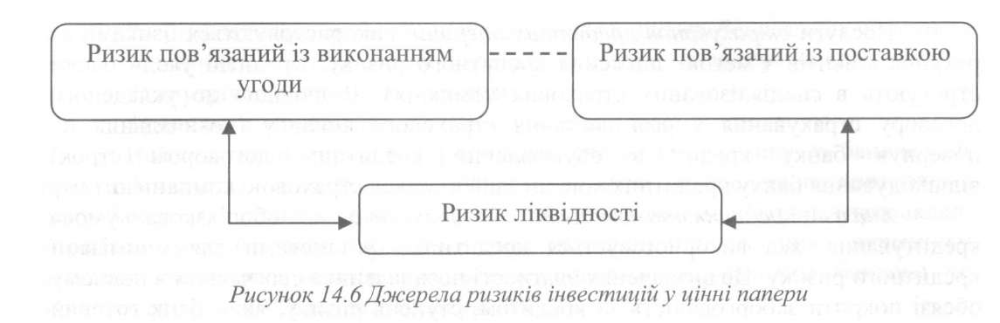 Ризик пов'язаний із виконанням
угоди
Ризик пов'язаний із поставкою
Ризик ліквідності
Рисунок 14.6 Джерела ризиків інвестицій у цінні папери